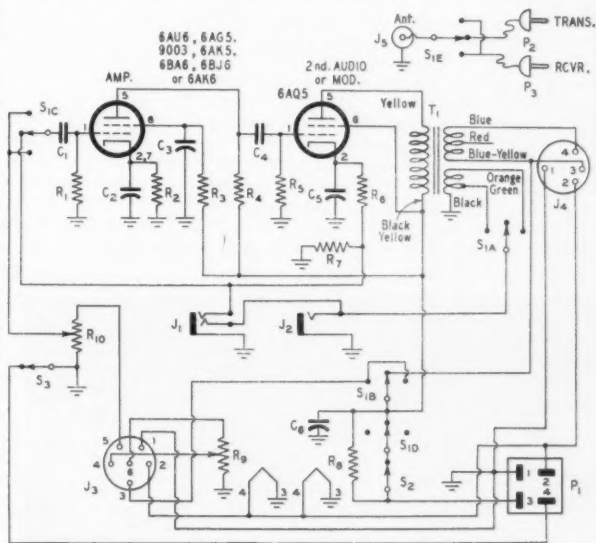 6AU6, 6AG5.
9003, 6AK5.
6BA6, 6BJ6
or 6AK6
AMP.
2nd. AUDIO
or MOD.
6AQ5
Ant.
J5
S1E
TRANS.
P2
RCVR.
P3
S1C
C1
1
5
6
2,7
C3
R1
C2
R2
R3
R4
C4
1
5
6
2
R5
C5
R6
R7
Yellow
T1
Blue
Red
Blue-Yellow
Orange
Green
Black
Black
Yellow
4
1
3
2
J4
S1A
J1
J2
R10
S3
S1B
C6
S1D
R8
S2
5
1
4
6
2
3
J3
R9
4
3
4
3
1
2
3
4
P1